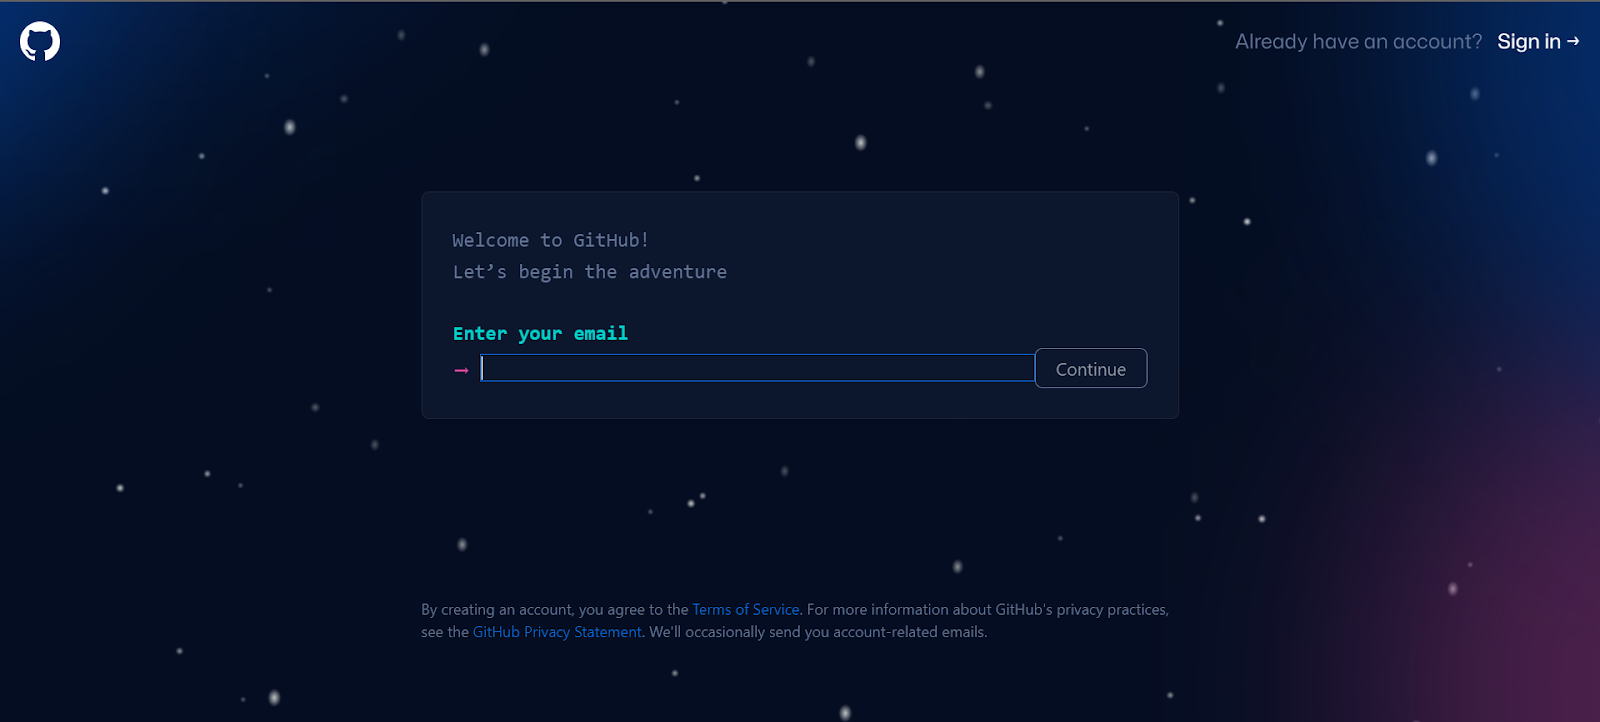 Already have an account? Sign in →
Welcome to GitHub!
Let’s begin the adventure
Enter your email
→
Continue
By creating an account, you agree to the Terms of Service. For more information about GitHub's privacy practices,
see the GitHub Privacy Statement. We'll occasionally send you account-related emails.